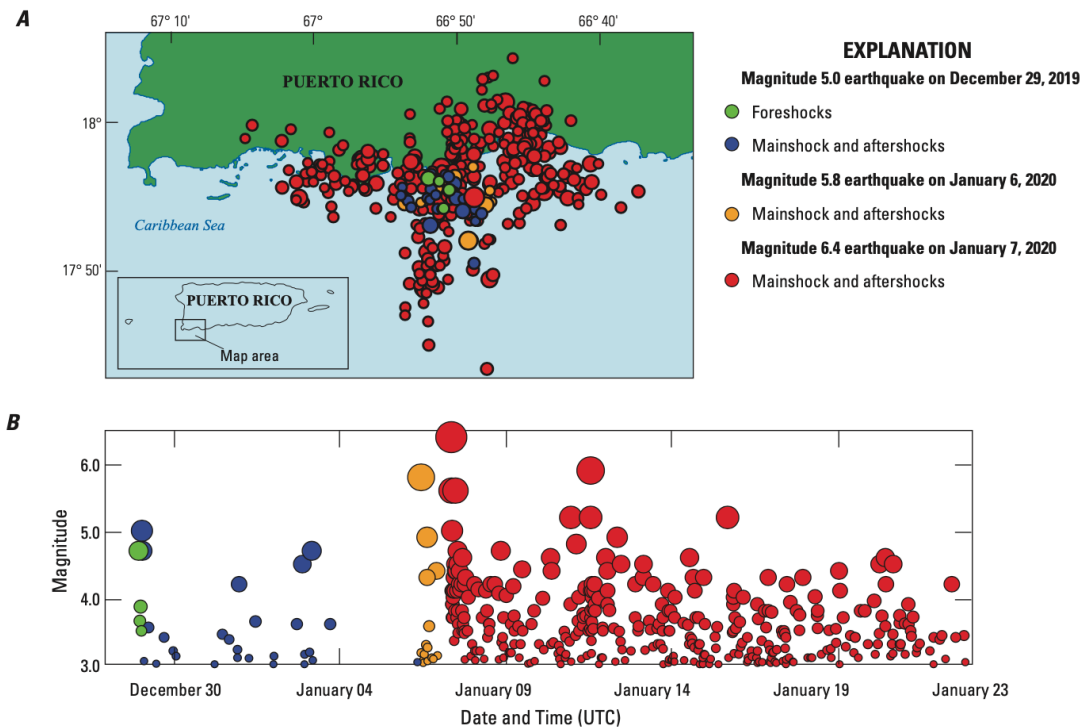 A
67° 10'
67°
66° 50'
66° 40'
PUERTO RICO
18°
Caribbean Sea
17° 50'
PUERTO RICO
Map area
EXPLANATION
Magnitude 5.0 earthquake on December 29, 2019
Foreshocks
Mainshock and aftershocks
Magnitude 5.8 earthquake on January 6, 2020
Mainshock and aftershocks
Magnitude 6.4 earthquake on January 7, 2020
Mainshock and aftershocks
B
6.0
5.0
4.0
3.0
Magnitude
December 30
January 04
January 09
January 14
January 19
January 23
Date and Time (UTC)